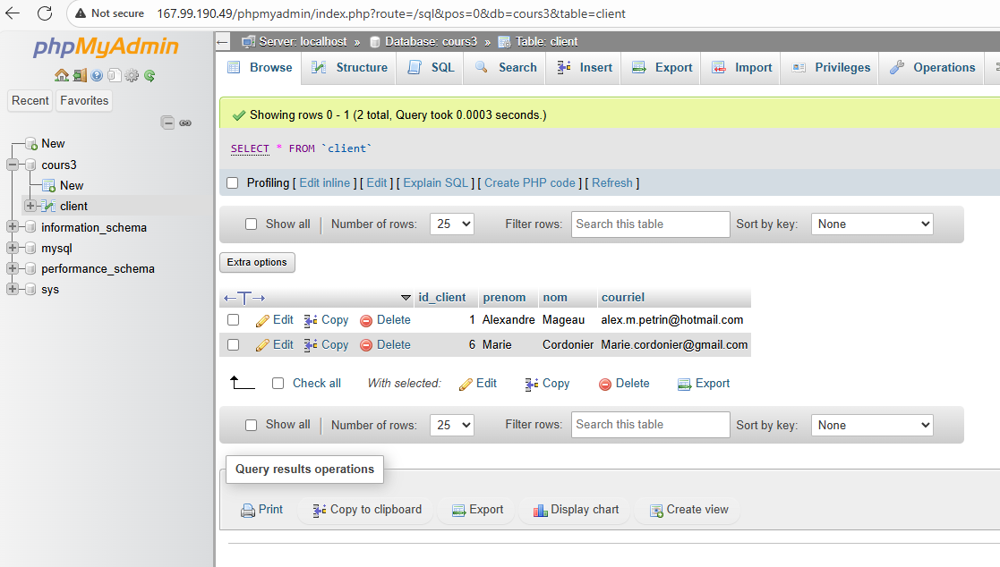 Not secure 167.99.190.49/phpmyadmin/index.php?route=/sql&pos=0&db=cours3&table=client
phpMyAdmin
Recent Favorites
New
cours3
New
client
information_schema
mysql
performance_schema
sys
Server: localhost » Database: cours3 » Table: client
Browse Structure SQL Search Insert Export Import Privileges Operations
Showing rows 0 - 1 (2 total, Query took 0.0003 seconds.)
SELECT * FROM `client`
Profiling [ Edit inline ] [ Edit ] [ Explain SQL ] [ Create PHP code ] [ Refresh ]
Show all Number of rows: 25 Filter rows: Search this table Sort by key: None
Extra options
←T→ id_client prenom nom courriel
Edit Copy Delete 1 Alexandre Mageau alex.m.petrin@hotmail.com
Edit Copy Delete 6 Marie Cordonier Marie.cordonier@gmail.com
Check all With selected: Edit Copy Delete Export
Show all Number of rows: 25 Filter rows: Search this table Sort by key: None
Query results operations
Print Copy to clipboard Export Display chart Create view